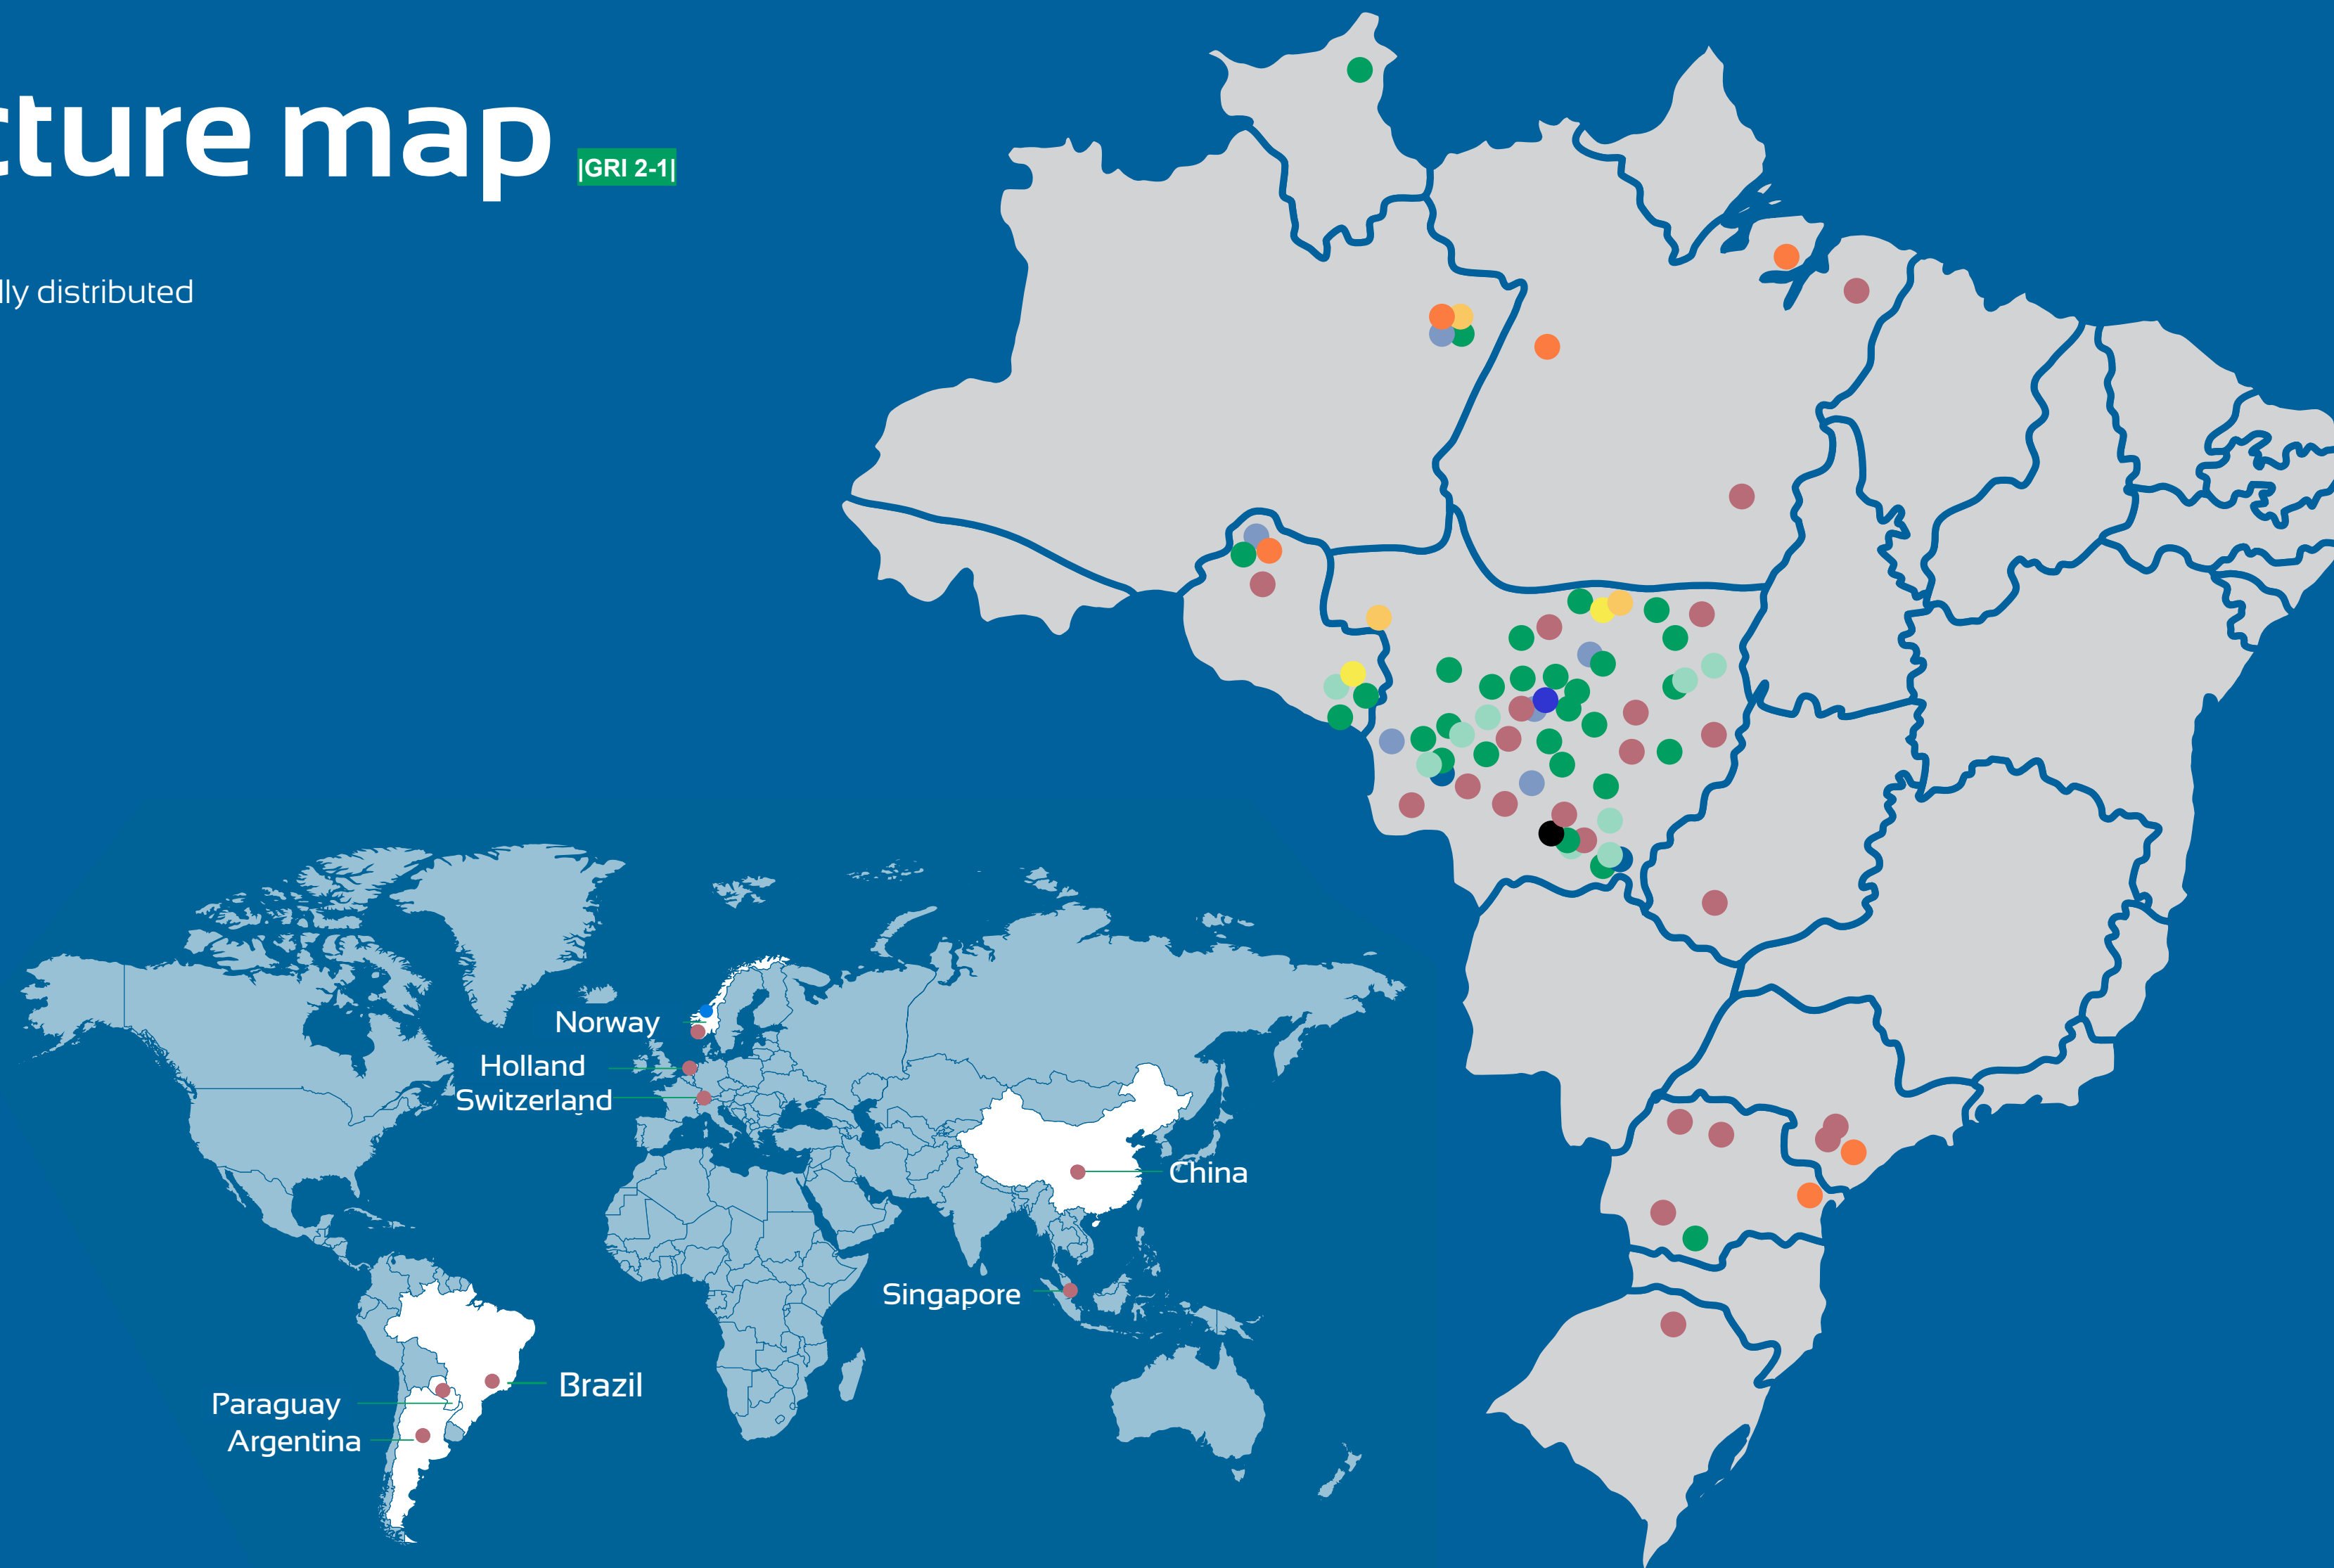 cture map
|GRI 2-1|
lly distributed
Norway
Holland
Switzerland
China
Singapore
Brazil
Paraguay
Argentina